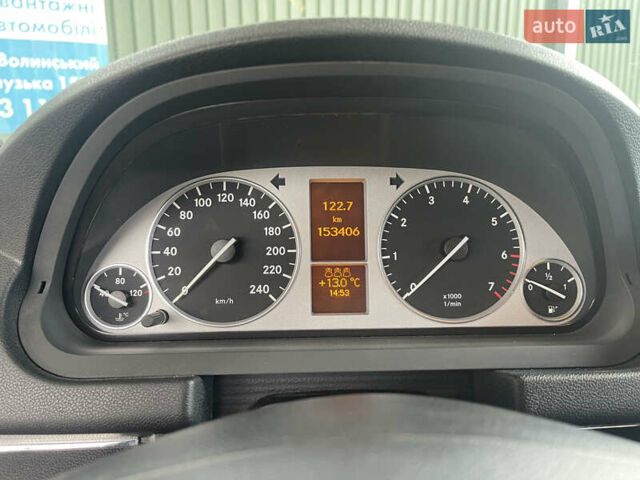 вантажні
автомобілі
Волинський
вузька
auto RIA.com
122.7
km
153406
+13.0 °C
14:53
0 20 40 60 80 100 120 140 160 180 200 220 240
km/h
0 1 2 3 4 5 6 7
x1000
1/min
40 80 120
°C
0 ½ 1